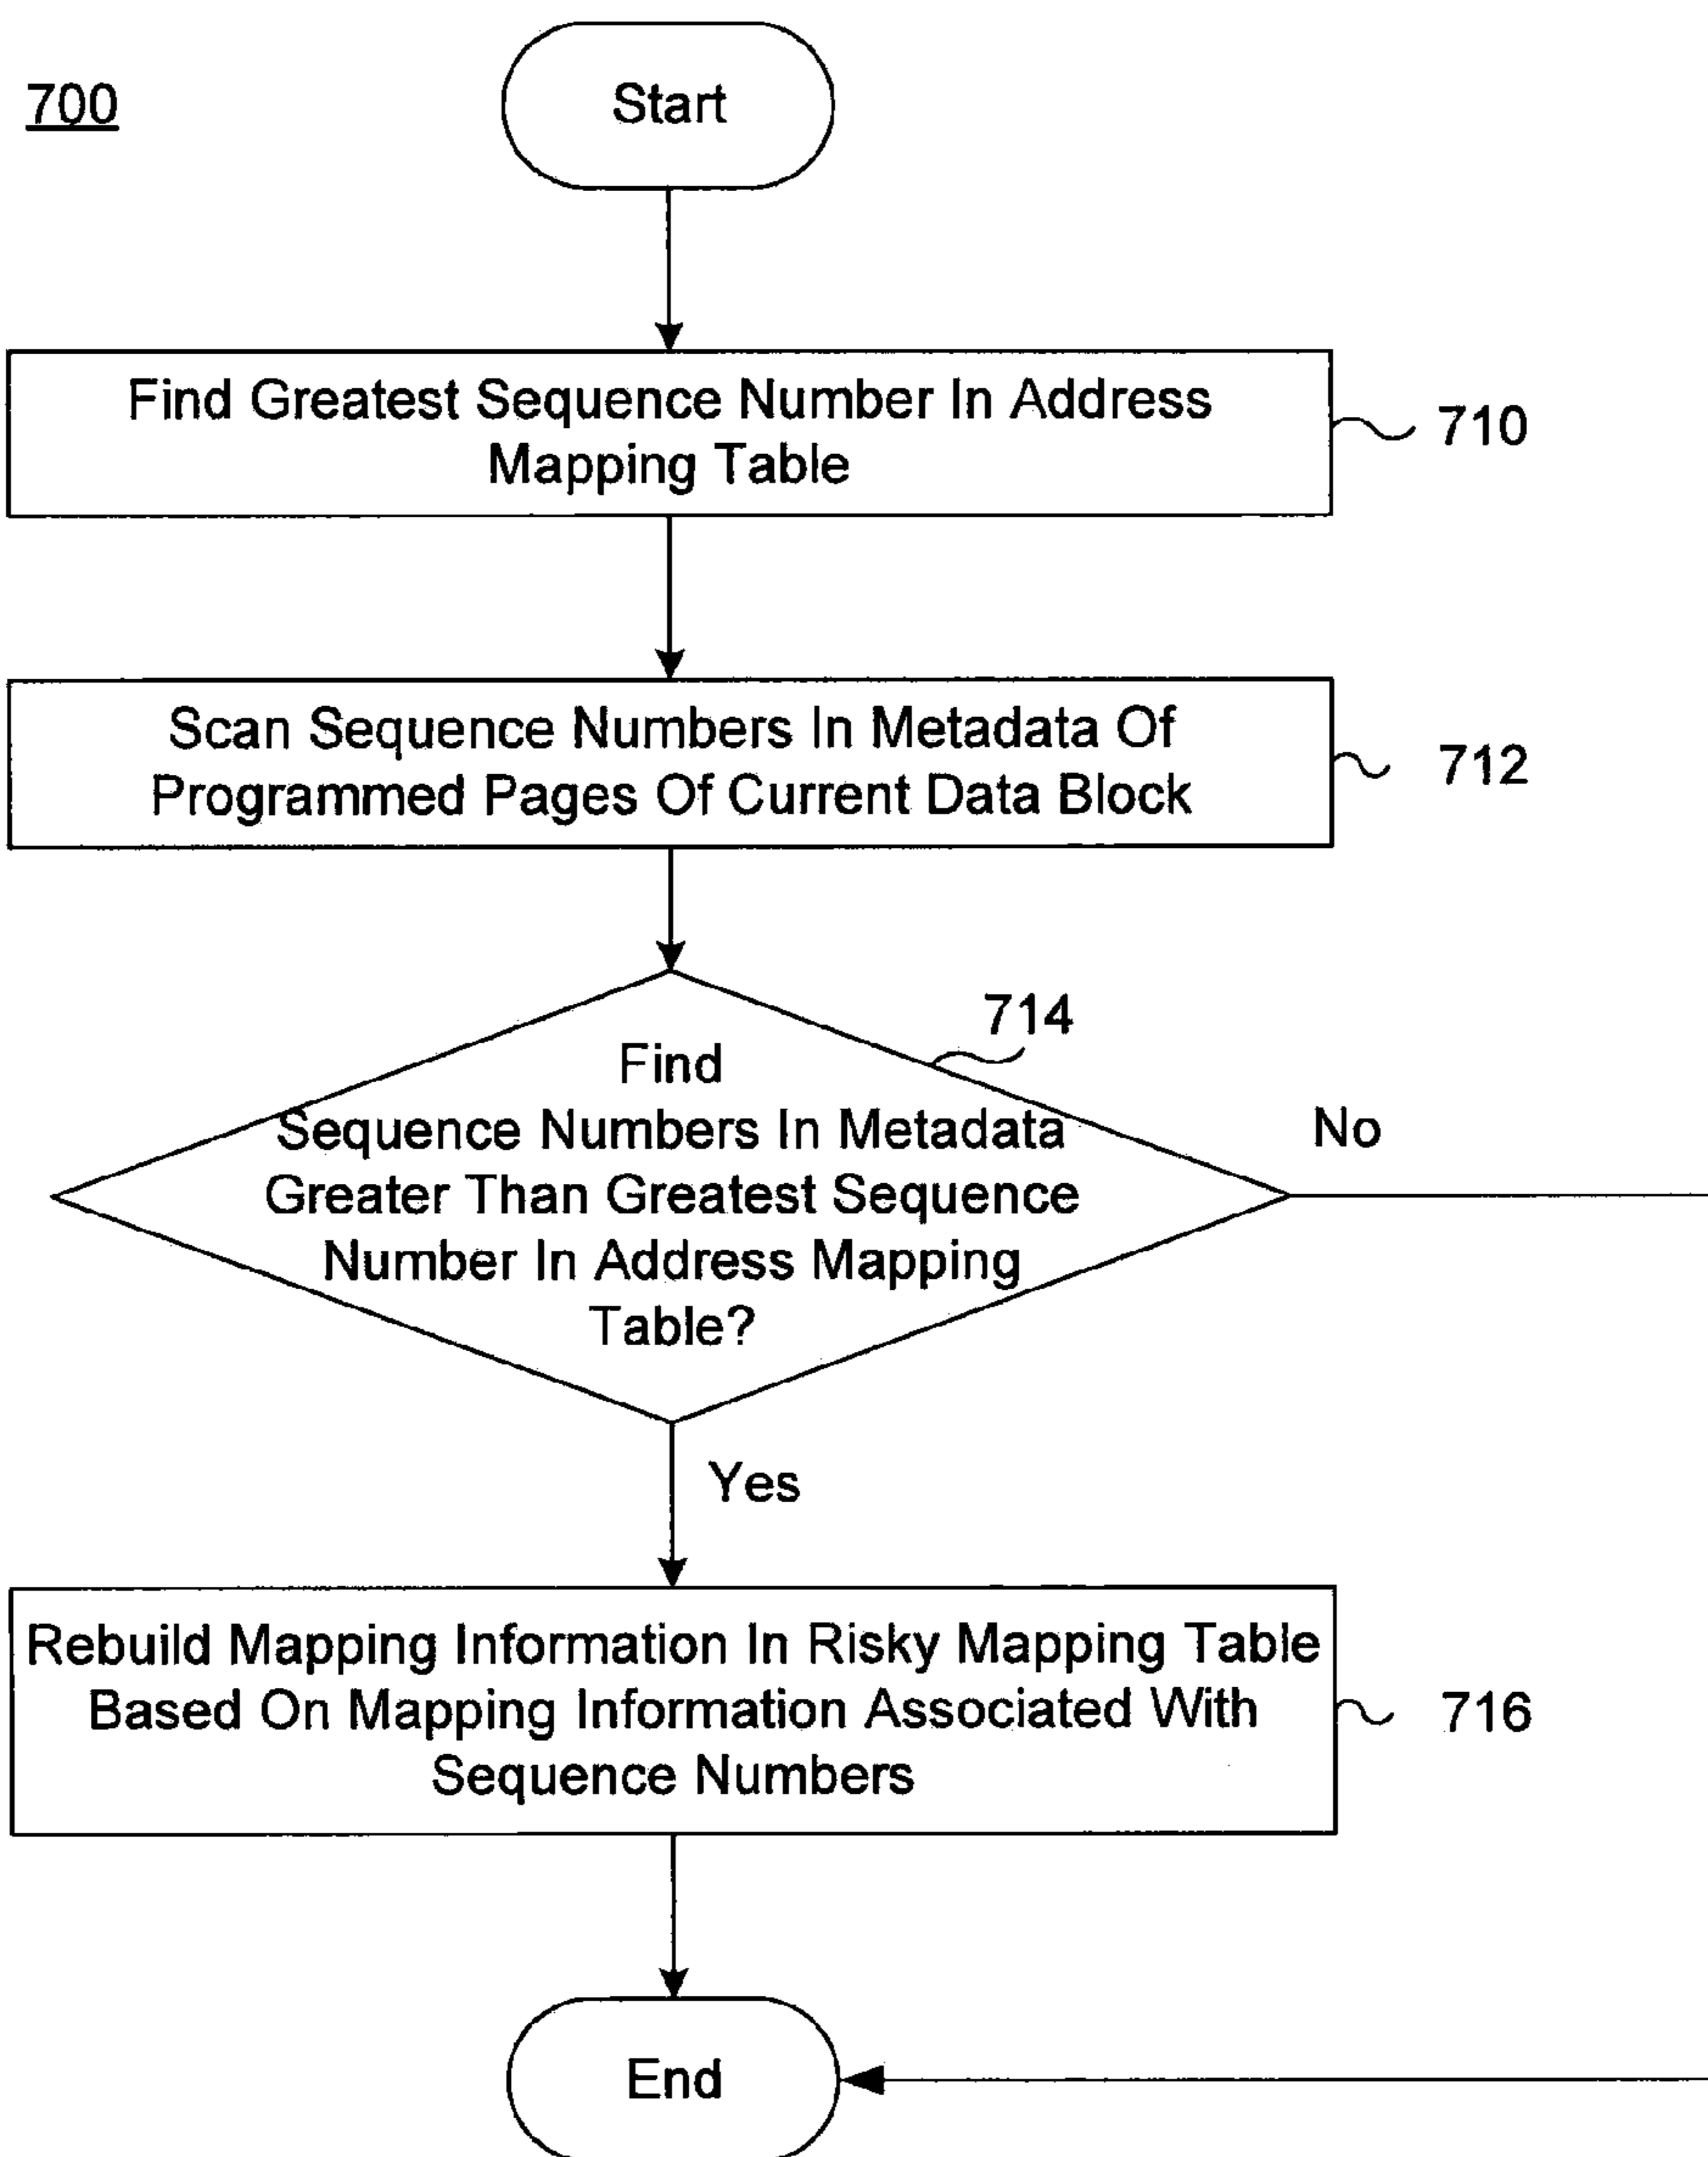 700
Start
Find Greatest Sequence Number In Address
Mapping Table
710
Scan Sequence Numbers In Metadata Of
Programmed Pages Of Current Data Block
712
714
Find
Sequence Numbers In Metadata
Greater Than Greatest Sequence
Number In Address Mapping
Table?
No
Yes
Rebuild Mapping Information In Risky Mapping Table
Based On Mapping Information Associated With
Sequence Numbers
716
End